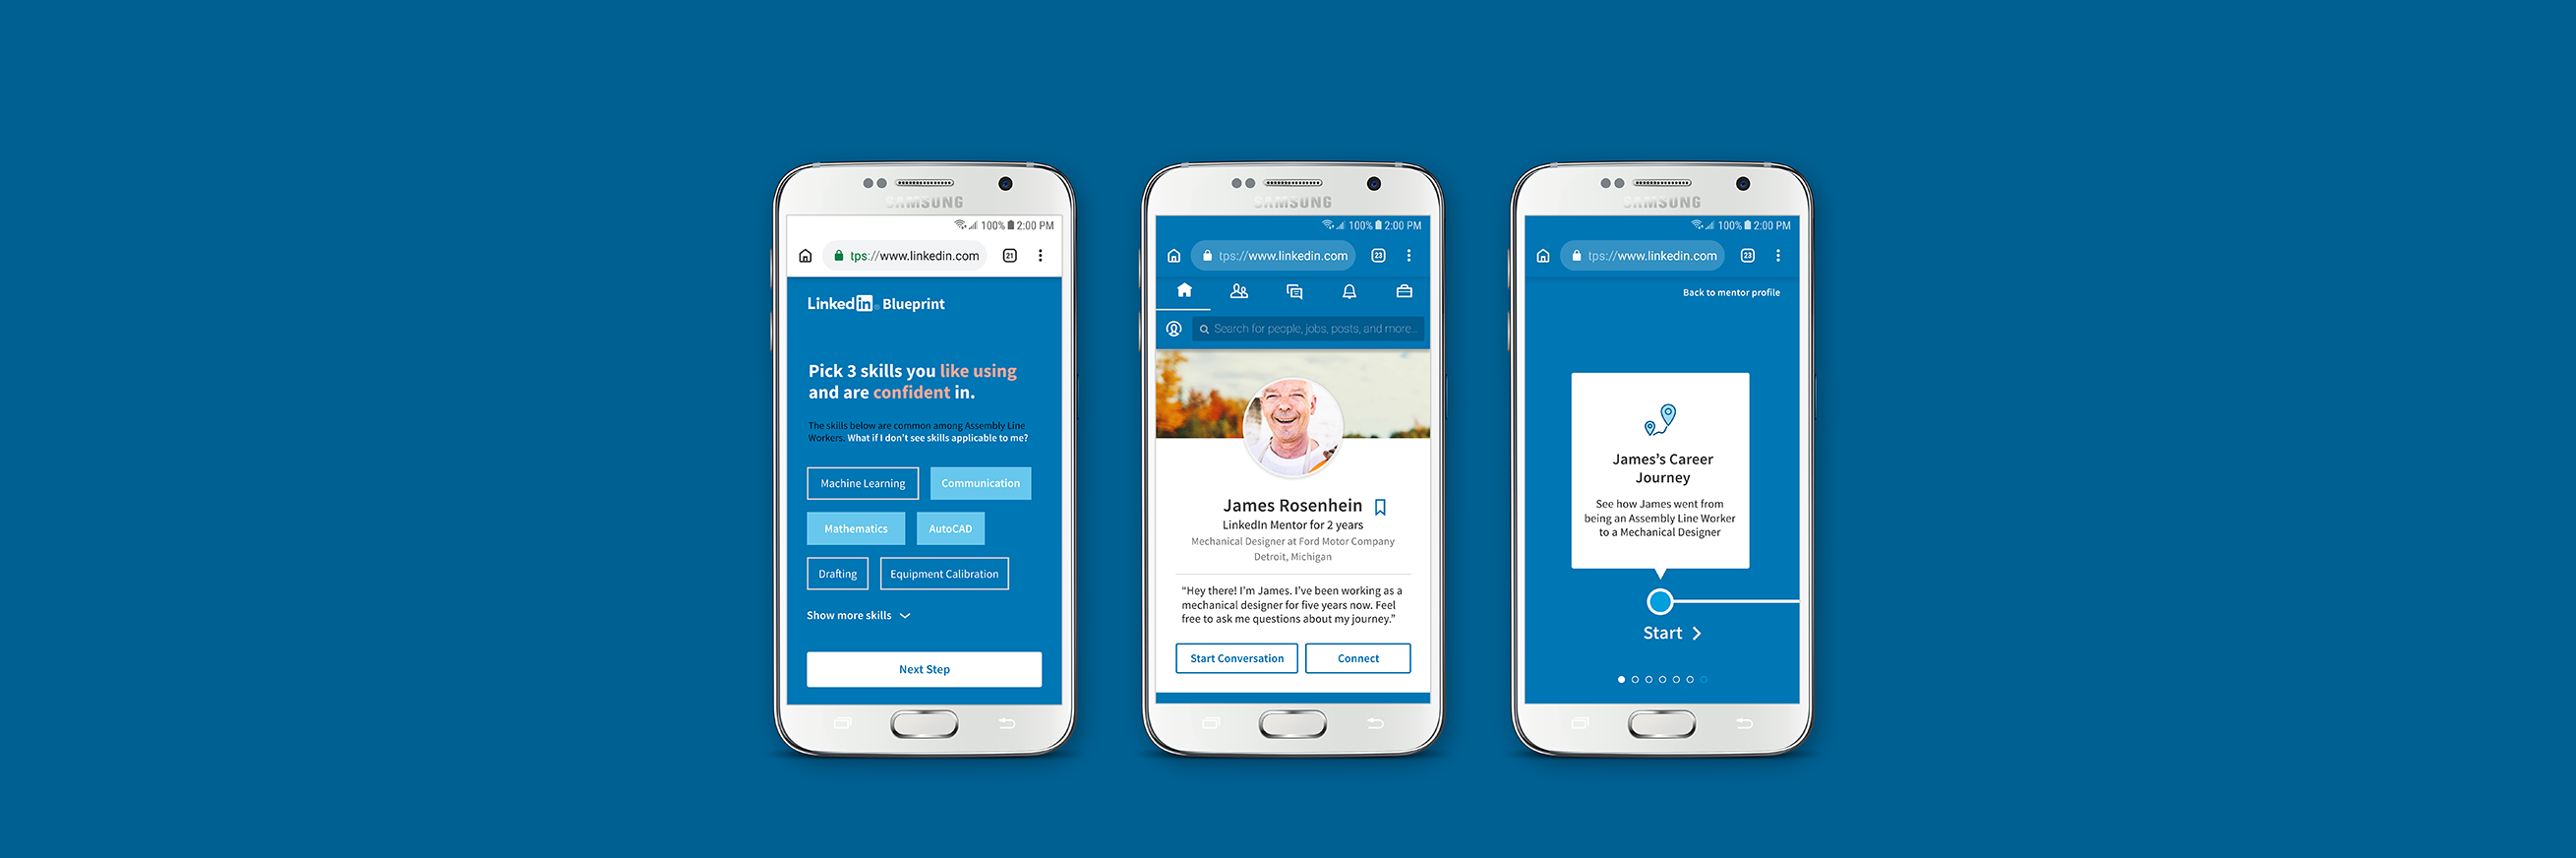 SAMSUNG
100% 2:00 PM
tps://www.linkedin.com
21
Linked in Blueprint
Pick 3 skills you like using
and are confident in.
The skills below are common among Assembly Line
Workers. What if I don't see skills applicable to me?
Machine Learning
Communication
Mathematics
AutoCAD
Drafting
Equipment Calibration
Show more skills
Next Step
SAMSUNG
100% 2:00 PM
tps://www.linkedin.com
23
Search for people, jobs, posts, and more...
James Rosenhein
LinkedIn Mentor for 2 years
Mechanical Designer at Ford Motor Company
Detroit, Michigan
“Hey there! I'm James. I've been working as a
mechanical designer for five years now. Feel
free to ask me questions about my journey.”
Start Conversation
Connect
SAMSUNG
100% 2:00 PM
tps://www.linkedin.com
23
Back to mentor profile
James’s Career
Journey
See how James went from
being an Assembly Line Worker
to a Mechanical Designer
Start